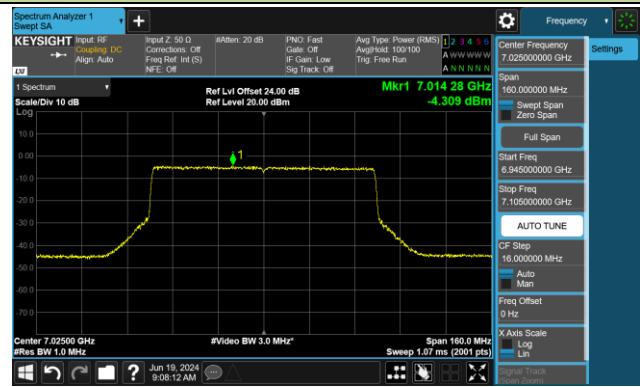 Spectrum Analyzer 1
Swept SA
Frequency
KEYSIGHT
Input: RF
Coupling: DC
Align: Auto
Input Z: 50 Ω
Corrections: Off
Freq Ref: Int (S)
NFE: Off
#Atten: 20 dB
PNO: Fast
Gate: Off
IF Gain: Low
Sig Track: Off
Avg Type: Power (RMS)
Avg|Hold: 100/100
Trig: Free Run
1 2 3 4 5 6
A W W W W W
A N N N N N
LXI
1 Spectrum
Scale/Div 10 dB
Ref Lvl Offset 24.00 dB
Ref Level 20.00 dBm
Mkr1 7.014 28 GHz
-4.309 dBm
Log
10.0
0.00
-10.0
-20.0
-30.0
-40.0
-50.0
-60.0
-70.0
1
Center 7.02500 GHz
#Res BW 1.0 MHz
#Video BW 3.0 MHz*
Span 160.0 MHz
Sweep 1.07 ms (2001 pts)
Jun 19, 2024
9:08:12 AM
Center Frequency
7.025000000 GHz
Settings
Span
160.000000 MHz
Swept Span
Zero Span
Full Span
Start Freq
6.945000000 GHz
Stop Freq
7.105000000 GHz
AUTO TUNE
CF Step
16.000000 MHz
Auto
Man
Freq Offset
0 Hz
X Axis Scale
Log
Lin
Signal Track
(Span Zoom)